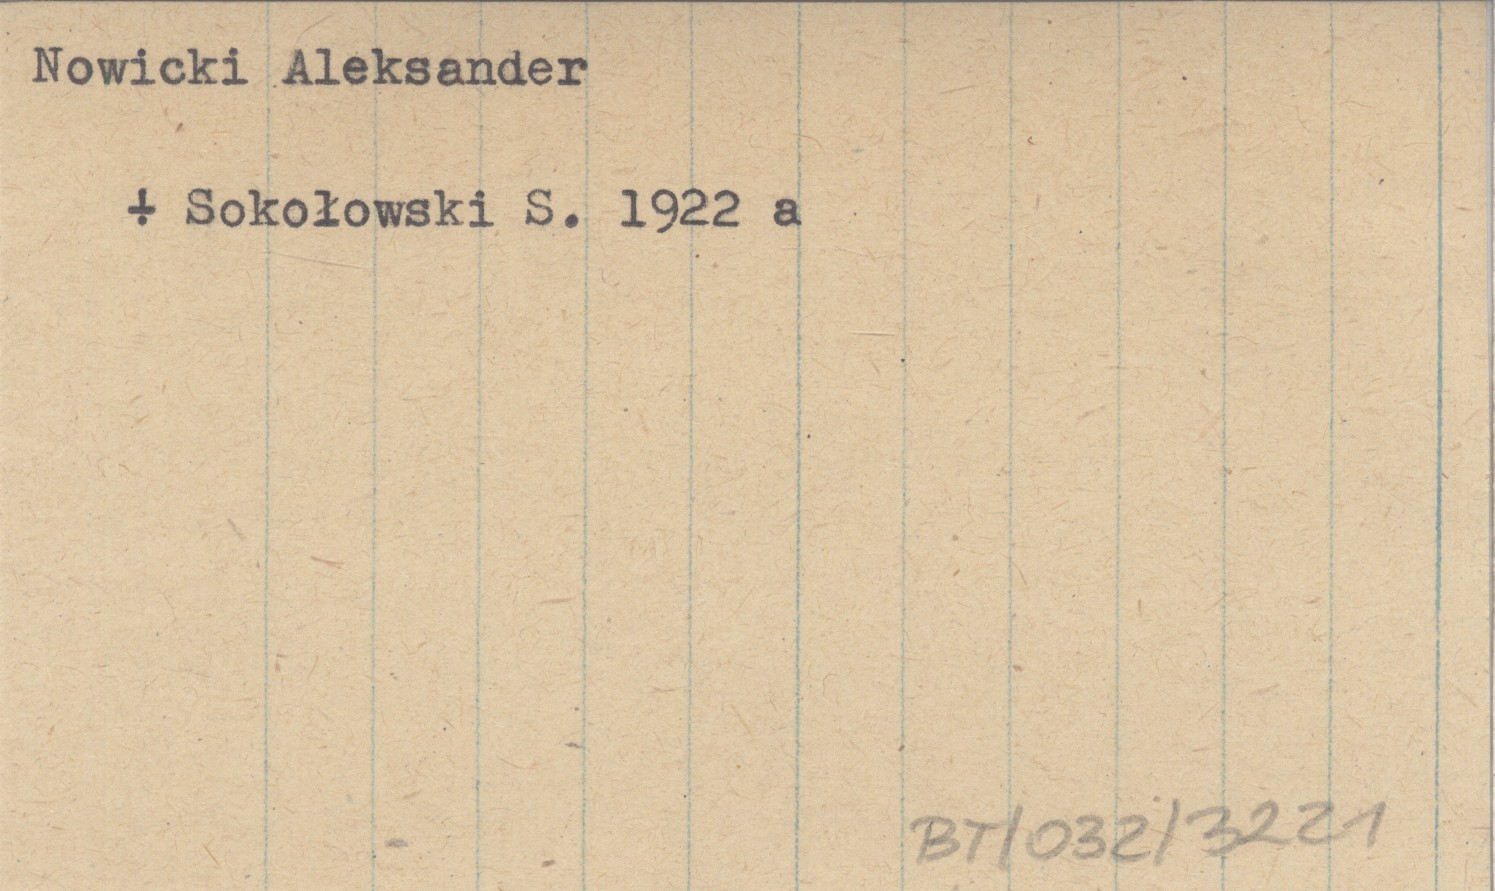 Nowicki Aleksander
∔ Sokołowski S. 1922 a
BT/032/3221